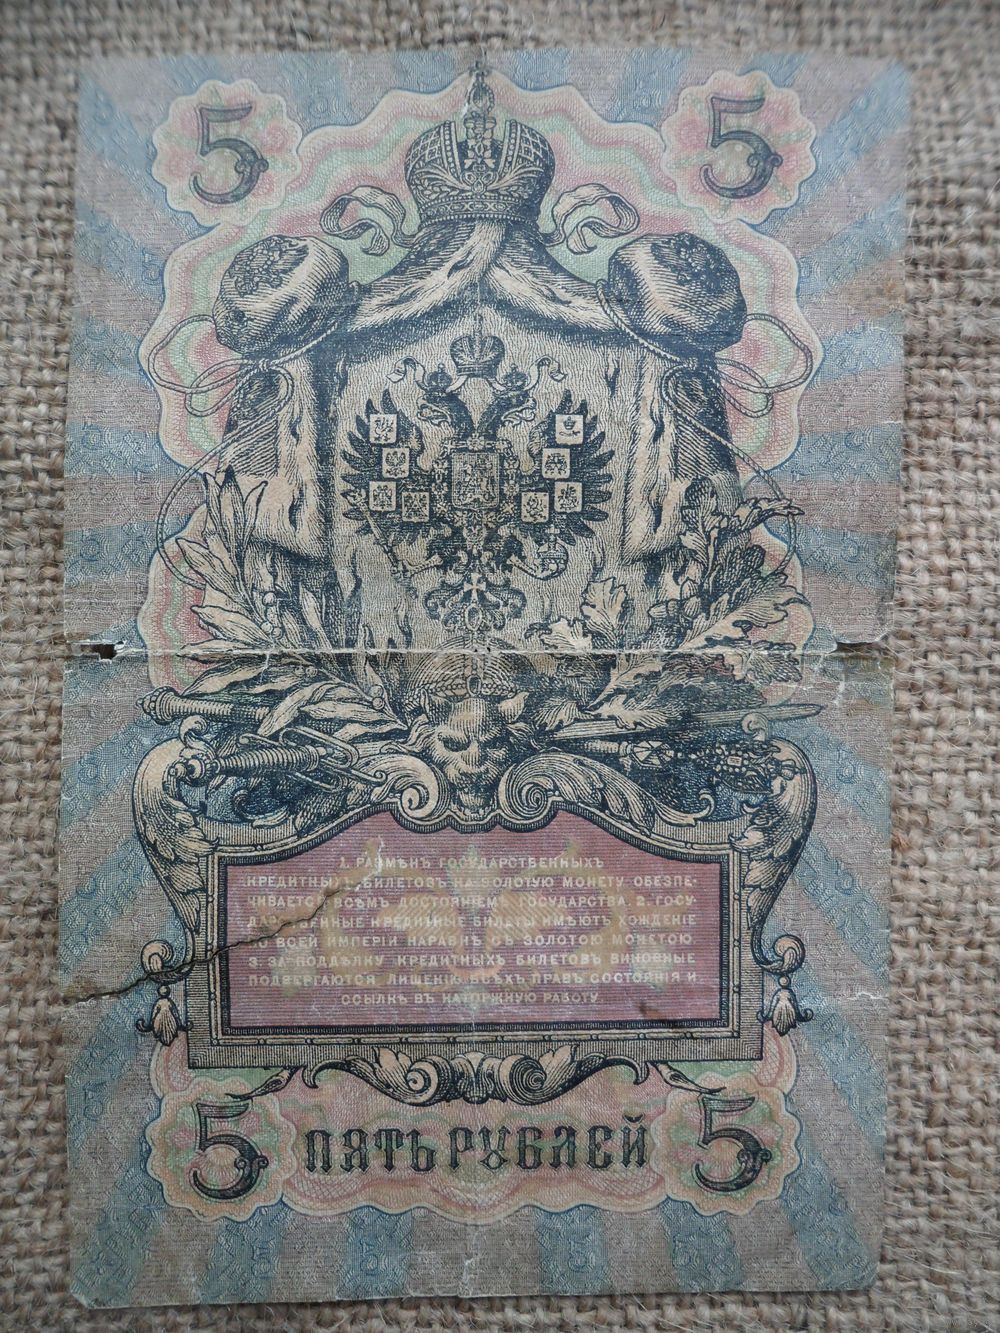 5 5
1. РАЗМѢНЪ ГОСУДАРСТВЕННЫХЪ
КРЕДИТНЫХЪ БИЛЕТОВЪ НА ЗОЛОТУЮ МОНЕТУ ОБЕЗПЕ-
ЧИВАЕТСЯ ВСѢМЪ ДОСТОЯНІЕМЪ ГОСУДАРСТВА. 2. ГОСУ-
ДАРСТВЕННЫЕ КРЕДИТНЫЕ БИЛЕТЫ ИМѢЮТЪ ХОЖДЕНІЕ
ВО ВСЕЙ ИМПЕРІИ НАРАВНѢ СЪ ЗОЛОТОЮ МОНЕТОЮ.
3. ЗА ПОДДѢЛКУ КРЕДИТНЫХЪ БИЛЕТОВЪ ВИНОВНЫЕ
ПОДВЕРГАЮТСЯ ЛИШЕНІЮ ВСѢХЪ ПРАВЪ СОСТОЯНІЯ И
ССЫЛКѢ ВЪ КАТОРЖНУЮ РАБОТУ.
5 ПЯТЬ РУБЛЕЙ 5